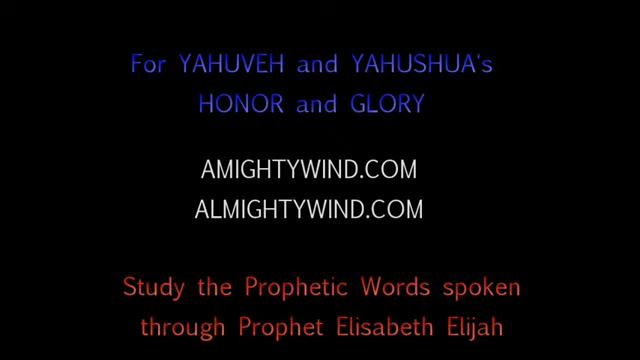 For YAHUVEH and YAHUSHUA's
HONOR and GLORY
AMIGHTYWIND.COM
ALMIGHTYWIND.COM
Study the Prophetic Words spoken
through Prophet Elisabeth Elijah